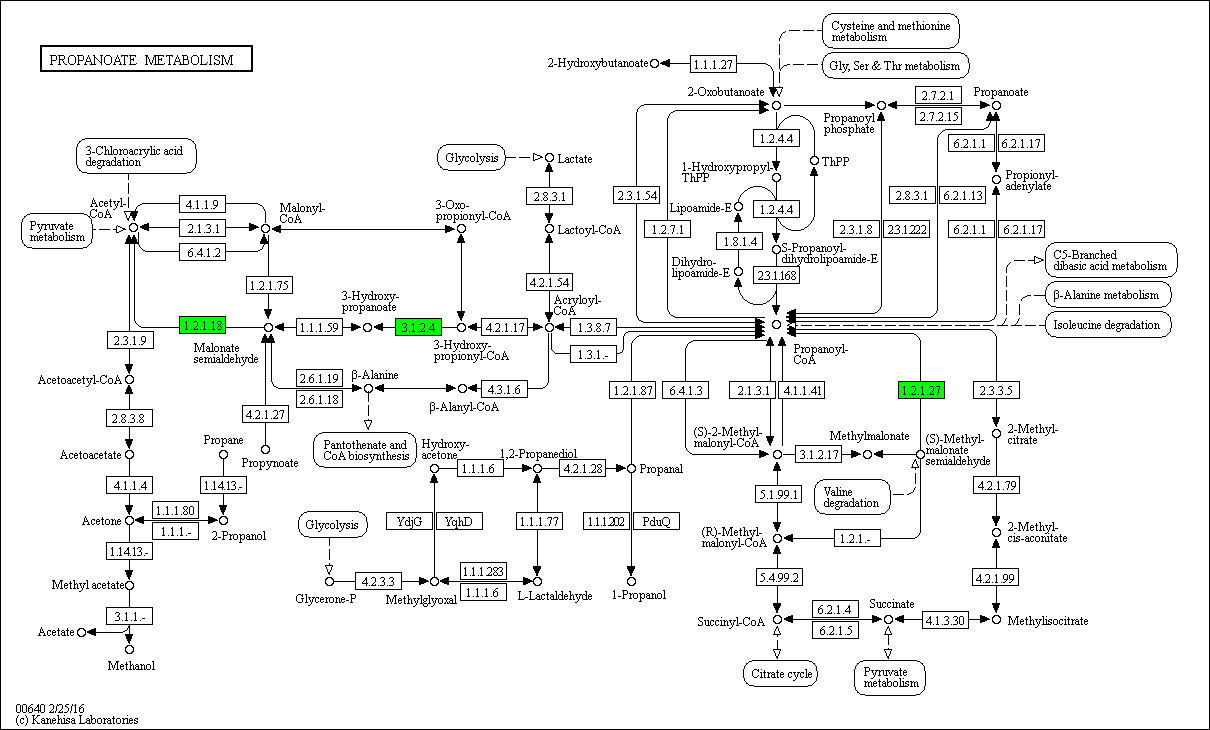 PROPANOATE METABOLISM
Cysteine and methionine
metabolism
Gly, Ser & Thr metabolism
2-Hydroxybutanoate
1.1.1.27
2-Oxobutanoate
Propanoyl
phosphate
2.7.2.1
2.7.2.15
Propanoate
1.2.4.4
6.2.1.1
6.2.1.17
ThPP
1-Hydroxypropyl-
ThPP
Propionyl-
adenylate
2.3.1.54
2.8.3.1
6.2.1.13
Lipoamide-E
1.2.4.4
1.2.7.1
1.8.1.4
2.3.1.8
2.3.1.222
6.2.1.1
6.2.1.17
S-Propanoyl-
dihydrolipoamide-E
Dihydro-
lipoamide-E
2.3.1.168
C5-Branched
dibasic acid metabolism
β-Alanine metabolism
Isoleucine degradation
3-Chloroacrylic acid
degradation
Glycolysis
Lactate
Acetyl-
CoA
4.1.1.9
Malonyl-
CoA
3-Oxo-
propionyl-CoA
2.8.3.1
Pyruvate
metabolism
2.1.3.1
Lactoyl-CoA
6.4.1.2
1.2.1.75
4.2.1.54
3-Hydroxy-
propanoate
Acryloyl-
CoA
1.2.1.18
1.1.1.59
3.1.2.4
4.2.1.17
1.3.8.7
2.3.1.9
Malonate
semialdehyde
3-Hydroxy-
propionyl-CoA
1.3.1.-
Propanoyl-
CoA
Acetoacetyl-CoA
2.6.1.19
2.6.1.18
β-Alanine
4.3.1.6
β-Alanyl-CoA
1.2.1.87
6.4.1.3
2.1.3.1
4.1.1.41
1.2.1.27
2.3.3.5
2.8.3.8
4.2.1.27
Propane
Propynoate
Pantothenate and
CoA biosynthesis
Hydroxy-
acetone
1,2-Propanediol
(S)-2-Methyl-
malonyl-CoA
Methylmalonate
(S)-Methyl-
malonate
semialdehyde
2-Methyl-
citrate
Acetoacetate
1.1.1.6
4.2.1.28
Propanal
3.1.2.17
4.1.1.4
1.14.13.-
5.1.99.1
Valine
degradation
4.2.1.79
1.1.1.80
1.1.1.-
Acetone
2-Propanol
Glycolysis
YdjG
YqhD
1.1.1.77
1.1.1.202
PduQ
(R)-Methyl-
malonyl-CoA
1.2.1.-
2-Methyl-
cis-aconitate
1.14.13.-
Methyl acetate
4.2.3.3
1.1.1.283
1.1.1.6
5.4.99.2
4.2.1.99
Glycerone-P
Methylglyoxal
L-Lactaldehyde
1-Propanol
3.1.1.-
Acetate
Methanol
Succinyl-CoA
6.2.1.4
6.2.1.5
Succinate
4.1.3.30
Methylisocitrate
Citrate cycle
Pyruvate
metabolism
00640 2/25/16
(c) Kanehisa Laboratories